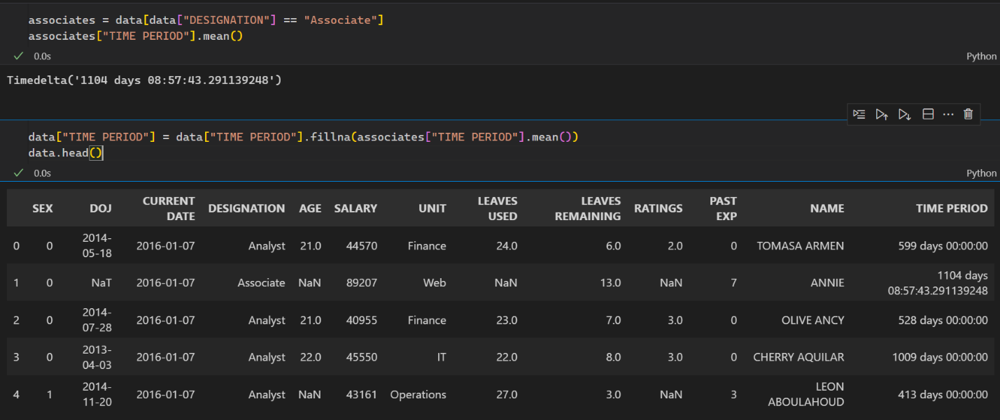 associates = data[data["DESIGNATION"] == "Associate"]
associates["TIME PERIOD"].mean()
0.0s
Python
Timedelta('1104 days 08:57:43.291139248')
data["TIME PERIOD"] = data["TIME PERIOD"].fillna(associates["TIME PERIOD"].mean())
data.head()
0.0s
Python
SEX DOJ CURRENT DATE DESIGNATION AGE SALARY UNIT LEAVES USED LEAVES REMAINING RATINGS PAST EXP NAME TIME PERIOD
0 0 2014-05-18 2016-01-07 Analyst 21.0 44570 Finance 24.0 6.0 2.0 0 TOMASA ARMEN 599 days 00:00:00
1 0 NaT 2016-01-07 Associate NaN 89207 Web NaN 13.0 NaN 7 ANNIE 1104 days 08:57:43.291139248
2 0 2014-07-28 2016-01-07 Analyst 21.0 40955 Finance 23.0 7.0 3.0 0 OLIVE ANCY 528 days 00:00:00
3 0 2013-04-03 2016-01-07 Analyst 22.0 45550 IT 22.0 8.0 3.0 0 CHERRY AQUILAR 1009 days 00:00:00
4 1 2014-11-20 2016-01-07 Analyst NaN 43161 Operations 27.0 3.0 NaN 3 LEON ABOULAHOUD 413 days 00:00:00